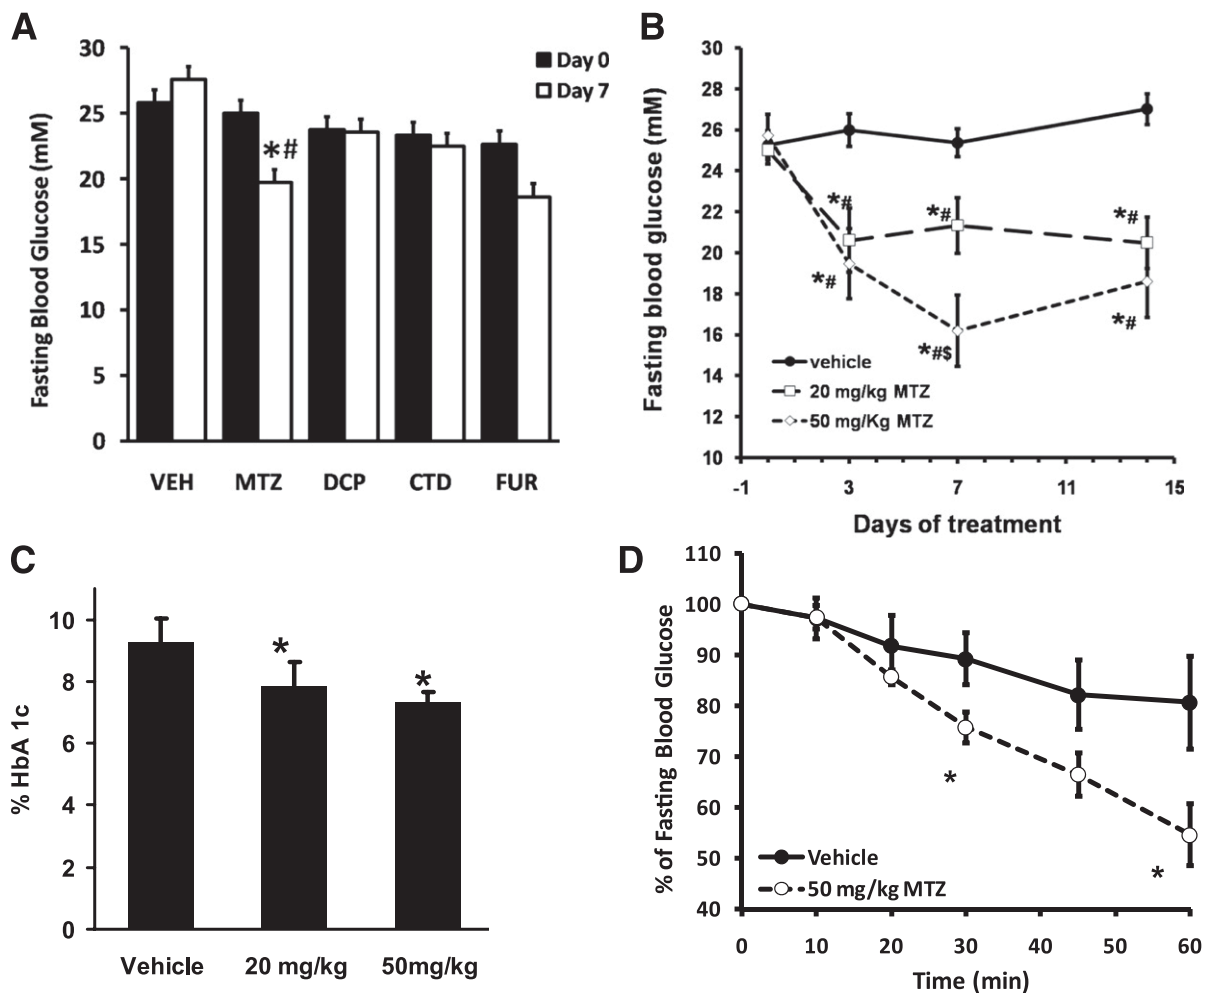 A
Fasting Blood Glucose (mM)
30
25
20
15
10
5
0
Day 0
Day 7
*#
VEH MTZ DCP CTD FUR
B
Fasting blood glucose (mM)
30
28
26
24
22
20
18
16
14
12
10
*#
*#
*#
*#
*#$
*#
vehicle
20 mg/kg MTZ
50 mg/Kg MTZ
-1 3 7 11 15
Days of treatment
C
% HbA 1c
10
8
6
4
2
0
*
*
Vehicle 20 mg/kg 50mg/kg
D
% of Fasting Blood Glucose
110
100
90
80
70
60
50
40
*
*
Vehicle
50 mg/kg MTZ
0 10 20 30 40 50 60
Time (min)